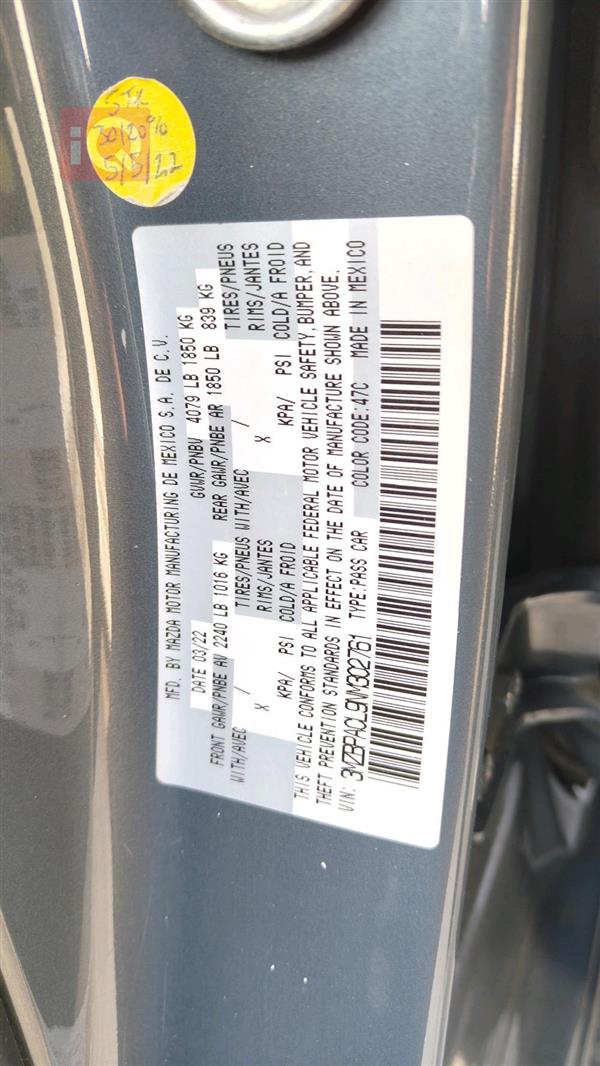 STK
30/20%
5/5/22
MFD. BY MAZDA MOTOR MANUFACTURING DE MEXICO S.A. DE C.V.
DATE 03/22 GVWR/PNBV 4079 LB 1850 KG
FRONT GAWR/PNBE AV 2240 LB 1016 KG REAR GAWR/PNBE AR 1850 LB 839 KG
WITH/AVEC / TIRES/PNEUS WITH/AVEC / TIRES/PNEUS
X RIMS/JANTES X RIMS/JANTES
KPA/ PSI COLD/A FROID KPA/ PSI COLD/A FROID
THIS VEHICLE CONFORMS TO ALL APPLICABLE FEDERAL MOTOR VEHICLE SAFETY, BUMPER, AND
THEFT PREVENTION STANDARDS IN EFFECT ON THE DATE OF MANUFACTURE SHOWN ABOVE.
VIN: 3MZBPA0L9NM302761 TYPE:PASS CAR COLOR CODE:47C MADE IN MEXICO